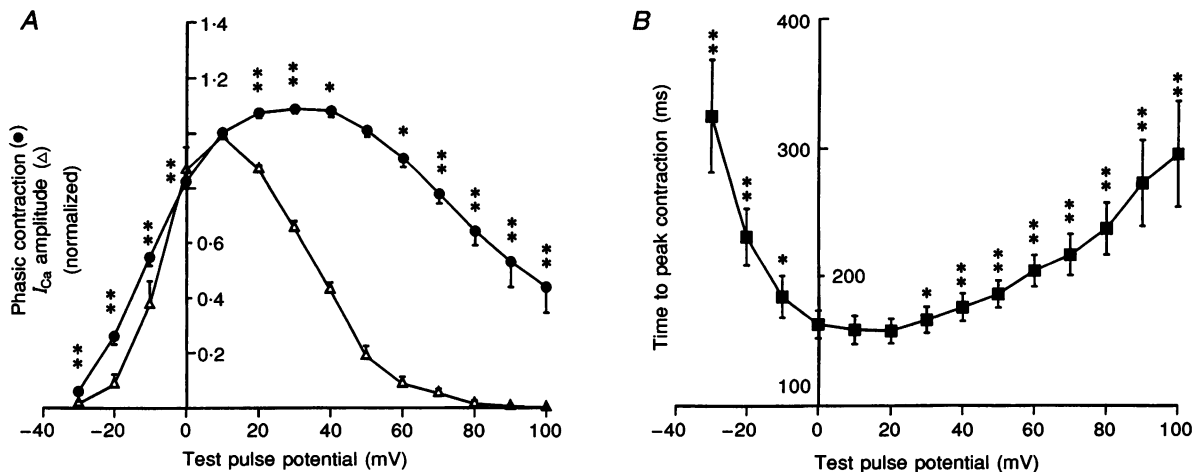 A
1·4
1·2
0·6
0·4
0·2
Phasic contraction (●)
I Ca amplitude (△)
(normalized)
** ** ** ** ** ** * * ** ** ** **
−40 −20 0 20 40 60 80 100
Test pulse potential (mV)
B
400
300
200
100
Time to peak contraction (ms)
** ** * * ** ** ** ** ** ** **
−40 −20 0 20 40 60 80 100
Test pulse potential (mV)